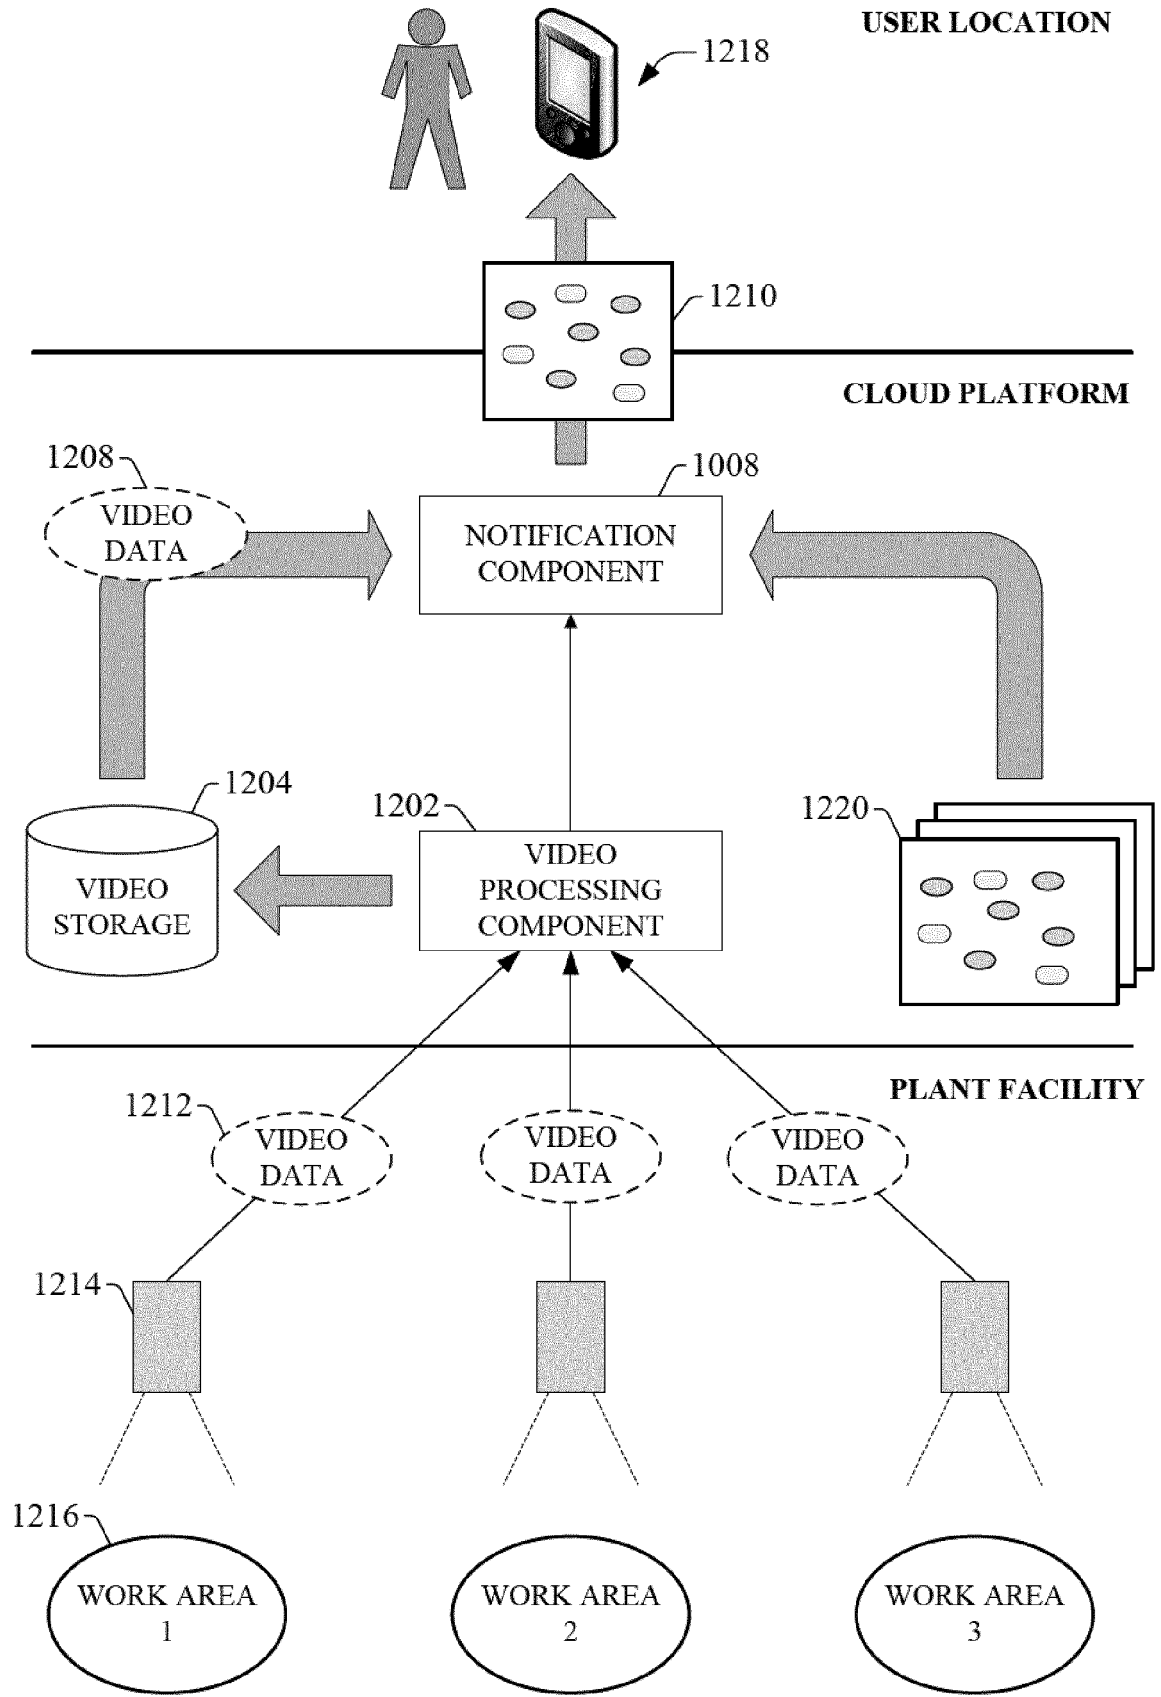 USER LOCATION
1218
1210
CLOUD PLATFORM
1208
1008
VIDEO
DATA
NOTIFICATION
COMPONENT
1204
1202
1220
VIDEO
PROCESSING
COMPONENT
VIDEO
STORAGE
PLANT FACILITY
1212
VIDEO
DATA
VIDEO
DATA
VIDEO
DATA
1214
1216
WORK AREA
1
WORK AREA
2
WORK AREA
3